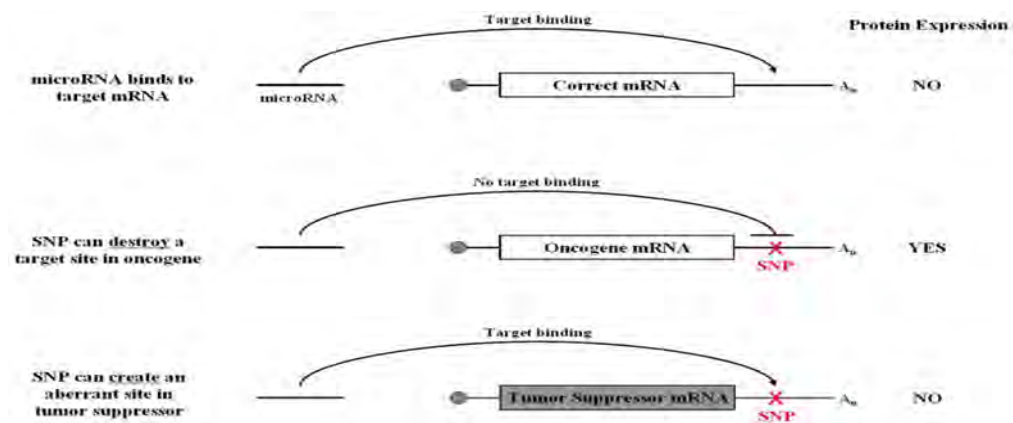 Target binding
Protein Expression
microRNA binds to
target mRNA
microRNA
Correct mRNA
An
NO
No target binding
SNP can destroy a
target site in oncogene
Oncogene mRNA
An
YES
SNP
Target binding
SNP can create an
aberrant site in
tumor suppressor
Tumor Suppressor mRNA
An
NO
SNP